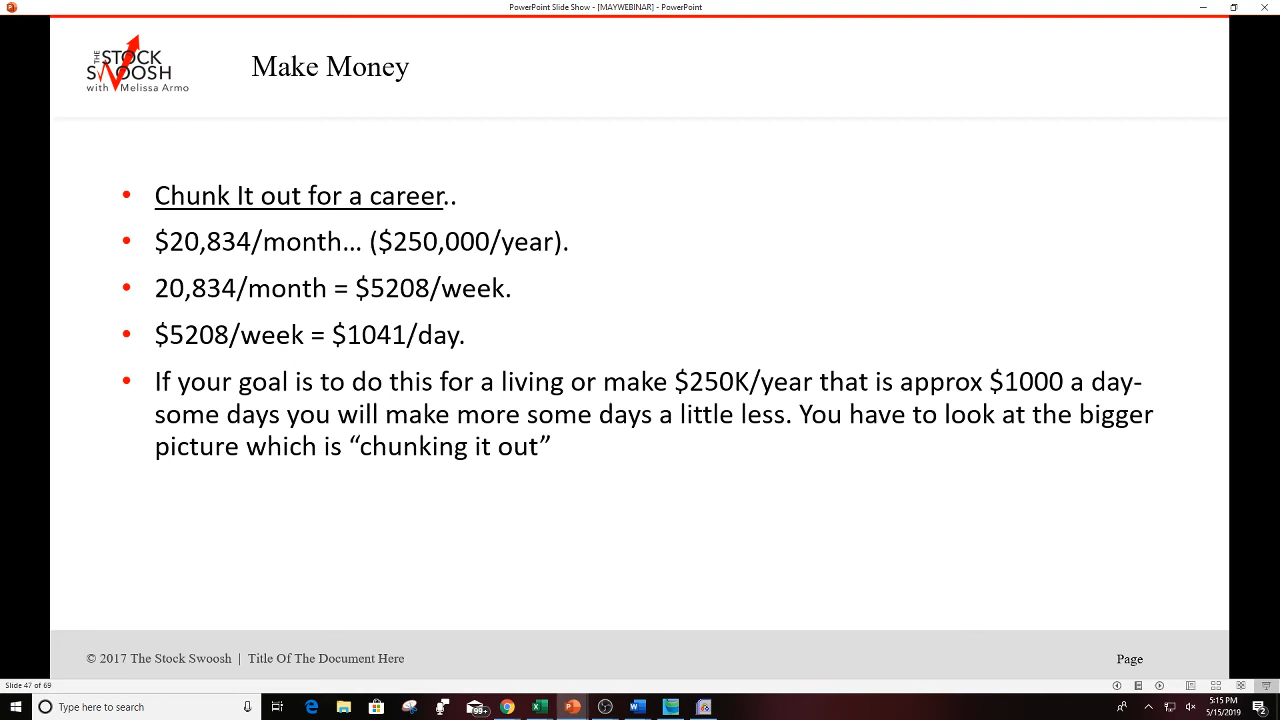 PowerPoint Slide Show - [MAYWEBINAR] - PowerPoint
THE STOCK
SWOOSH
with Melissa Armo
Make Money
• Chunk It out for a career..
• $20,834/month... ($250,000/year).
• 20,834/month = $5208/week.
• $5208/week = $1041/day.
• If your goal is to do this for a living or make $250K/year that is approx $1000 a day-
some days you will make more some days a little less. You have to look at the bigger
picture which is “chunking it out”
© 2017 The Stock Swoosh | Title Of The Document Here
Page
Slide 47 of 69
Type here to search
99+
5:15 PM
5/15/2019
2